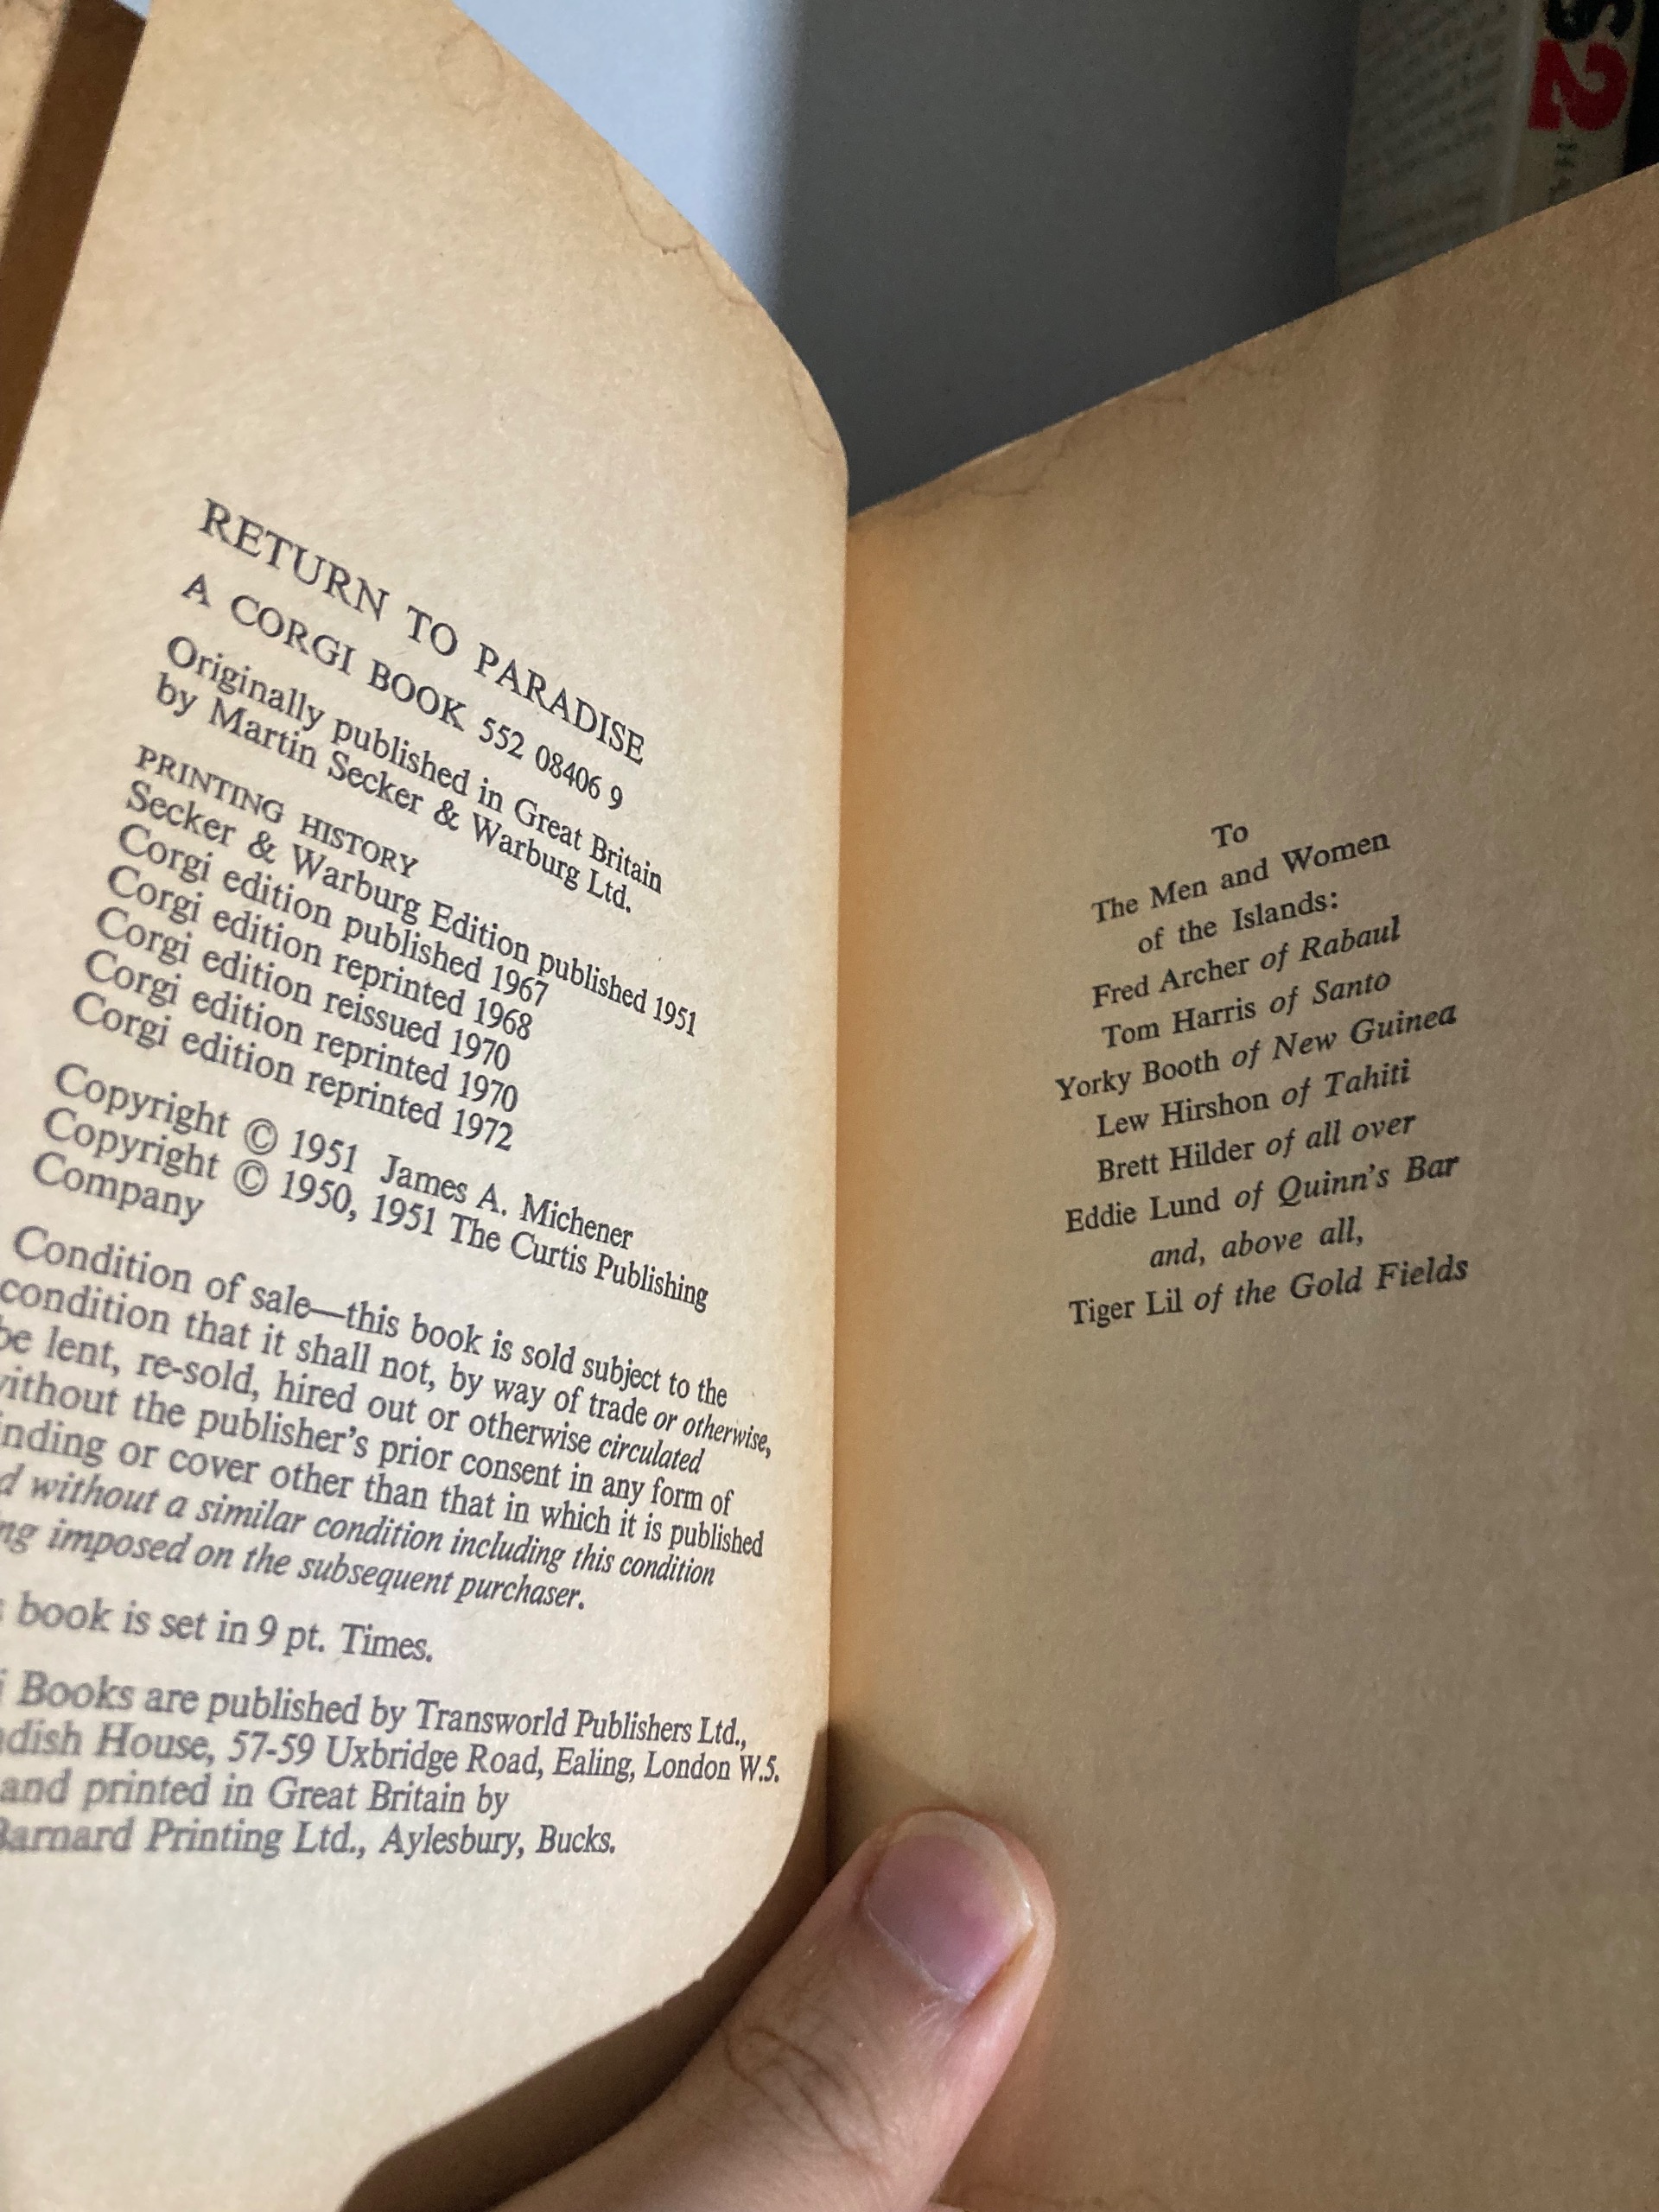 RETURN TO PARADISE
A CORGI BOOK 552 08406 9
Originally published in Great Britain
by Martin Secker & Warburg Ltd.
PRINTING HISTORY
Secker & Warburg Edition published 1951
Corgi edition published 1967
Corgi edition reprinted 1968
Corgi edition reissued 1970
Corgi edition reprinted 1970
Corgi edition reprinted 1972
Copyright © 1951 James A. Michener
Copyright © 1950, 1951 The Curtis Publishing
Company
Condition of sale—this book is sold subject to the
condition that it shall not, by way of trade or otherwise,
be lent, re-sold, hired out or otherwise circulated
without the publisher's prior consent in any form of
inding or cover other than that in which it is published
d without a similar condition including this condition
ng imposed on the subsequent purchaser.
s book is set in 9 pt. Times.
i Books are published by Transworld Publishers Ltd.,
dish House, 57-59 Uxbridge Road, Ealing, London W.5.
and printed in Great Britain by
Barnard Printing Ltd., Aylesbury, Bucks.
To
The Men and Women
of the Islands:
Fred Archer of Rabaul
Tom Harris of Santo
Yorky Booth of New Guinea
Lew Hirshon of Tahiti
Brett Hilder of all over
Eddie Lund of Quinn's Bar
and, above all,
Tiger Lil of the Gold Fields
S2